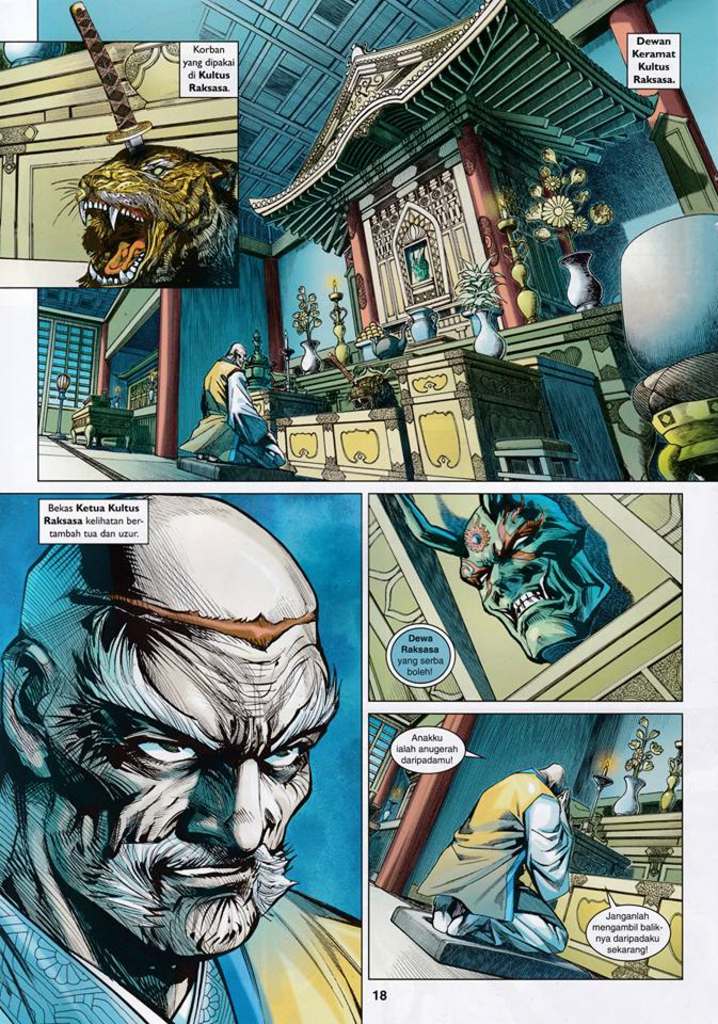 Korban
yang dipakai
di Kultus
Raksasa.
Dewan
Keramat
Kultus
Raksasa.
Bekas Ketua Kultus
Raksasa kelihatan ber-
tambah tua dan uzur.
Dewa
Raksasa
yang serba
boleh!
Anakku
ialah anugerah
daripadamu!
Janganlah
mengambil balik-
nya daripadaku
sekarang!
18